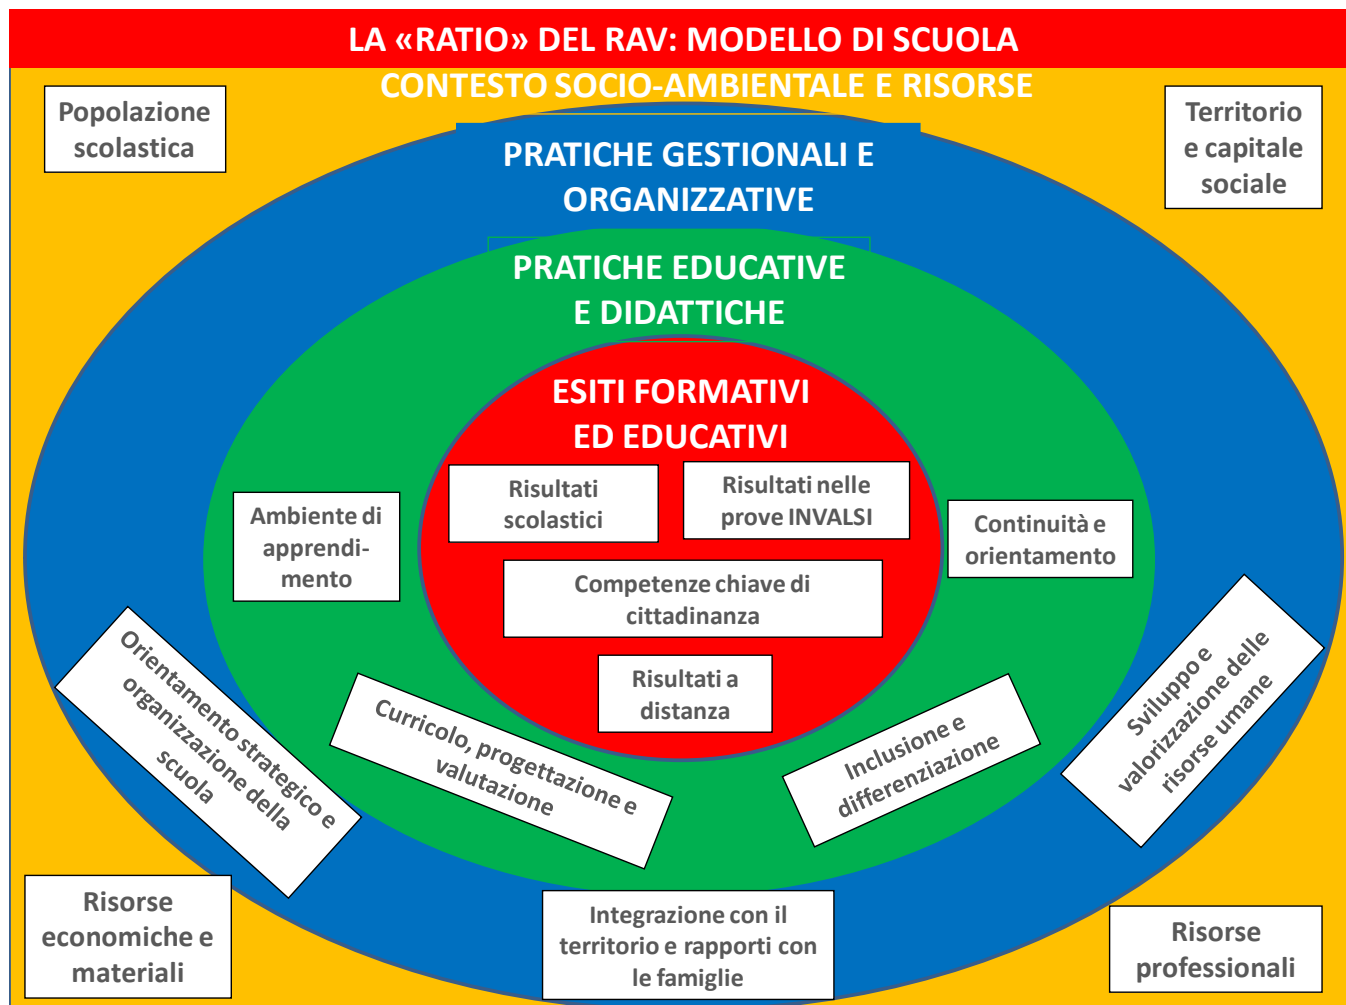 LA «RATIO» DEL RAV: MODELLO DI SCUOLA
CONTESTO SOCIO-AMBIENTALE E RISORSE
Popolazione
scolastica
Territorio
e capitale
sociale
PRATICHE GESTIONALI E
ORGANIZZATIVE
PRATICHE EDUCATIVE
E DIDATTICHE
ESITI FORMATIVI
ED EDUCATIVI
Risultati
scolastici
Risultati nelle
prove INVALSI
Ambiente di
apprendi-
mento
Continuità e
orientamento
Competenze chiave di
cittadinanza
Risultati a
distanza
Orientamento strategico e
organizzazione della
scuola
Curricolo, progettazione e
valutazione
Inclusione e
differenziazione
Sviluppo e
valorizzazione delle
risorse umane
Risorse
economiche e
materiali
Integrazione con il
territorio e rapporti con
le famiglie
Risorse
professionali